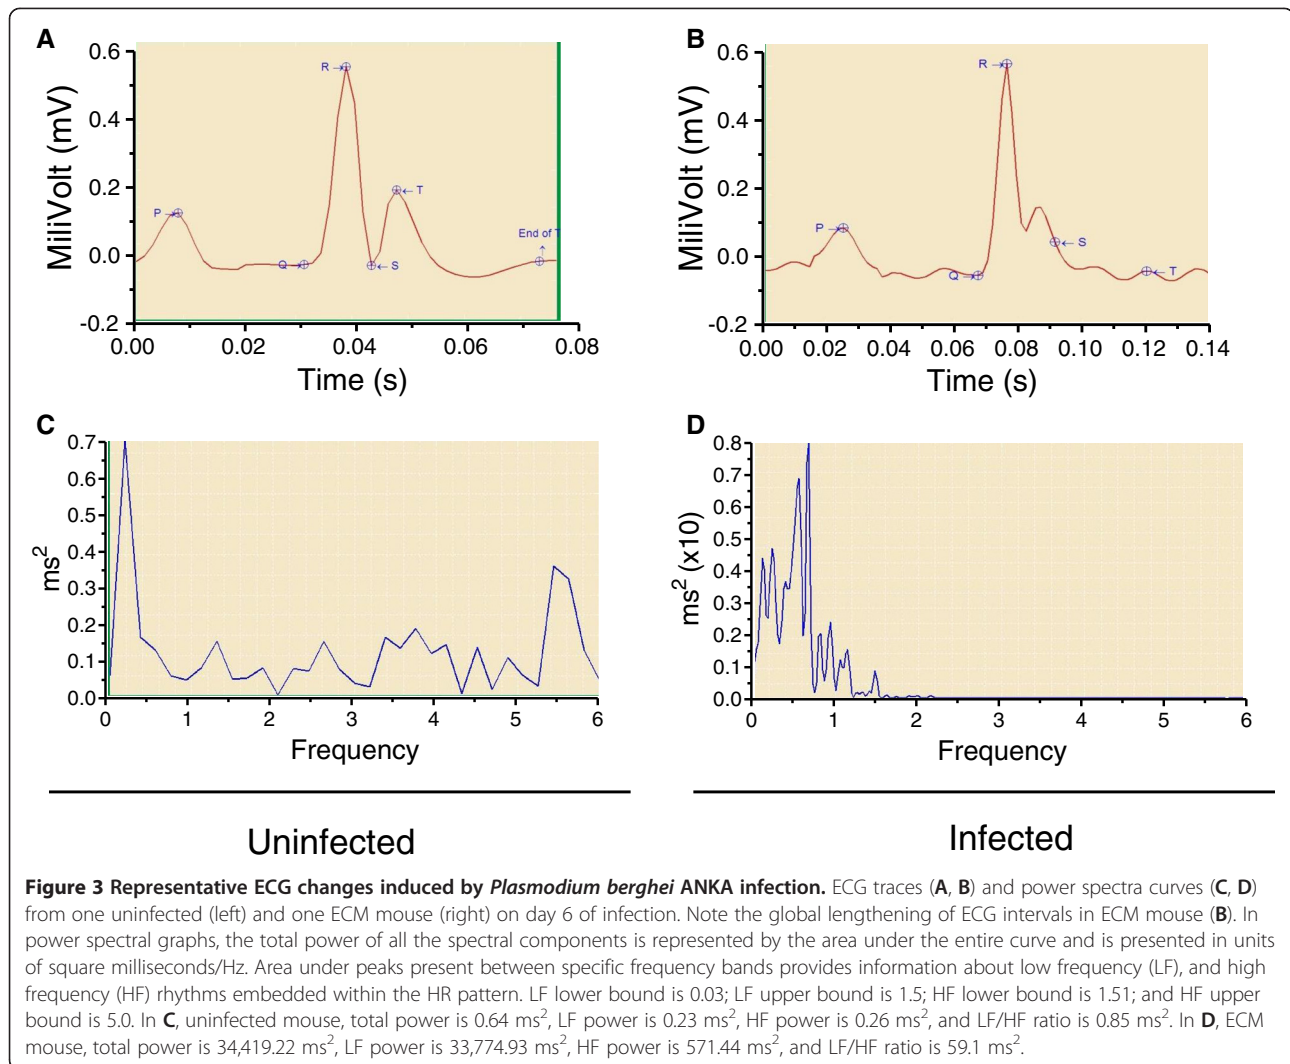 A
0.6
0.4
0.2
0.0
-0.2
MiliVolt (mV)
R
P
Q
S
T
End of T
0.00 0.02 0.04 0.06 0.08
Time (s)
B
0.6
0.4
0.2
0.0
-0.2
MiliVolt (mV)
R
P
Q
S
T
0.00 0.02 0.04 0.06 0.08 0.10 0.12 0.14
Time (s)
C
0.7
0.6
0.5
0.4
0.3
0.2
0.1
0.0
ms²
0 1 2 3 4 5 6
Frequency
D
0.8
0.7
0.6
0.5
0.4
0.3
0.2
0.1
0.0
ms² (x10)
0 1 2 3 4 5 6
Frequency
Uninfected
Infected
Figure 3 Representative ECG changes induced by Plasmodium berghei ANKA infection. ECG traces (A, B) and power spectra curves (C, D)
from one uninfected (left) and one ECM mouse (right) on day 6 of infection. Note the global lengthening of ECG intervals in ECM mouse (B). In
power spectral graphs, the total power of all the spectral components is represented by the area under the entire curve and is presented in units
of square milliseconds/Hz. Area under peaks present between specific frequency bands provides information about low frequency (LF), and high
frequency (HF) rhythms embedded within the HR pattern. LF lower bound is 0.03; LF upper bound is 1.5; HF lower bound is 1.51; and HF upper
bound is 5.0. In C, uninfected mouse, total power is 0.64 ms², LF power is 0.23 ms², HF power is 0.26 ms², and LF/HF ratio is 0.85 ms². In D, ECM
mouse, total power is 34,419.22 ms², LF power is 33,774.93 ms², HF power is 571.44 ms², and LF/HF ratio is 59.1 ms².